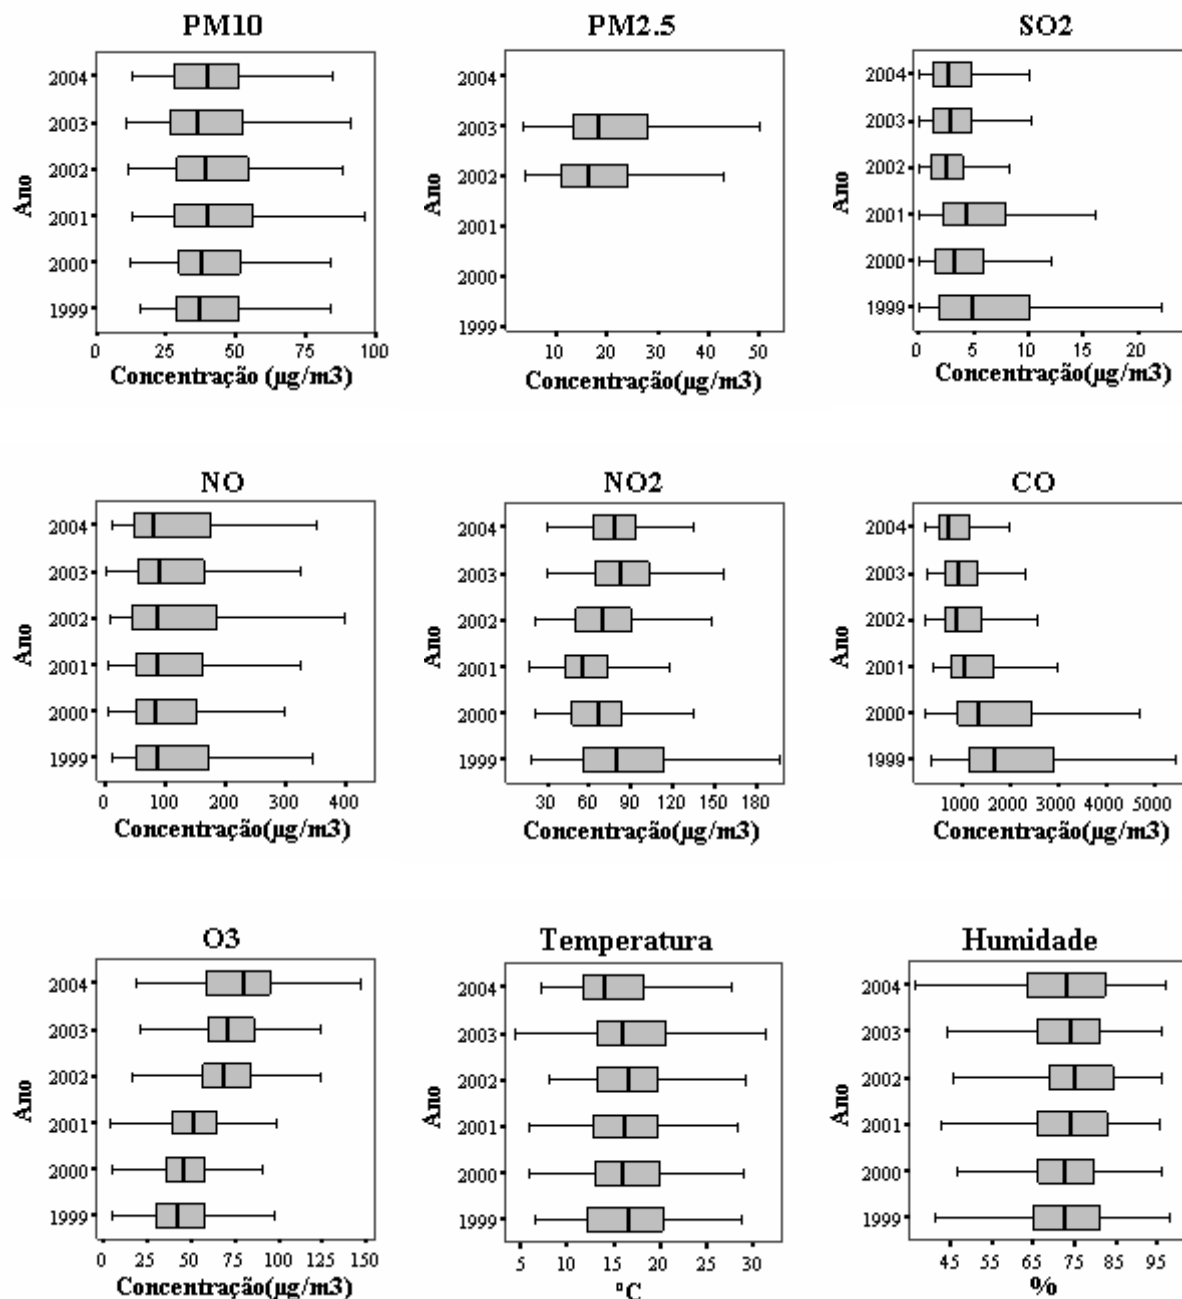 PM10
2004
2003
2002
2001
2000
1999
Ano
0 25 50 75 100
Concentração (µg/m3)
PM2.5
2004
2003
2002
2001
2000
1999
Ano
10 20 30 40 50
Concentração(µg/m3)
SO2
2004
2003
2002
2001
2000
1999
Ano
0 5 10 15 20
Concentração(µg/m3)
NO
2004
2003
2002
2001
2000
1999
Ano
0 100 200 300 400
Concentração(µg/m3)
NO2
2004
2003
2002
2001
2000
1999
Ano
30 60 90 120 150 180
Concentração(µg/m3)
CO
2004
2003
2002
2001
2000
1999
Ano
1000 2000 3000 4000 5000
Concentração(µg/m3)
O3
2004
2003
2002
2001
2000
1999
Ano
0 25 50 75 100 125 150
Concentração(µg/m3)
Temperatura
2004
2003
2002
2001
2000
1999
Ano
5 10 15 20 25 30
ºC
Humidade
2004
2003
2002
2001
2000
1999
Ano
45 55 65 75 85 95
%